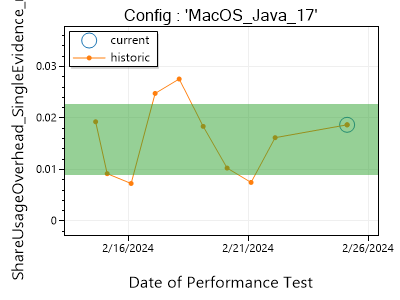 Config : 'MacOS_Java_17'
current
historic
0.03
0.02
0.01
0
2/16/2024
2/21/2024
2/26/2024
Date of Performance Test
ShareUsageOverhead_SingleEvidence_